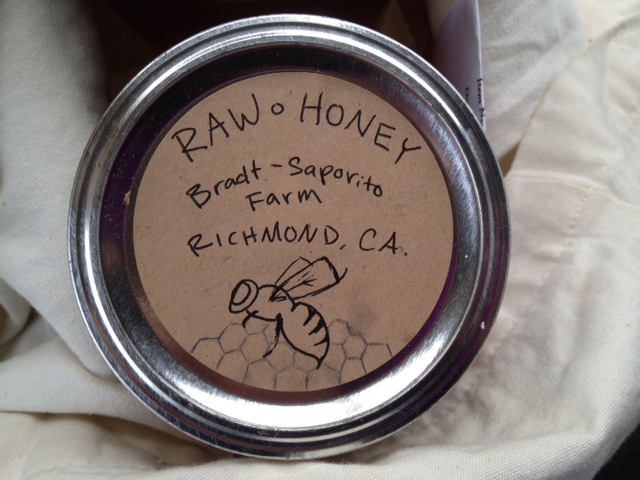 RAW HONEY
Bradt-Saporito
Farm
RICHMOND, CA.